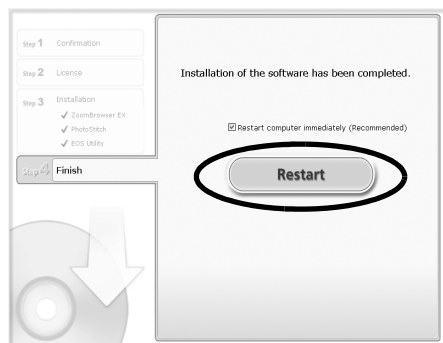 Step 1 Confirmation
Step 2 License
Step 3 Installation
ZoomBrowser EX
PhotoStitch
EOS Utility
Step 4 Finish
Installation of the software has been completed.
Restart computer immediately (Recommended)
Restart